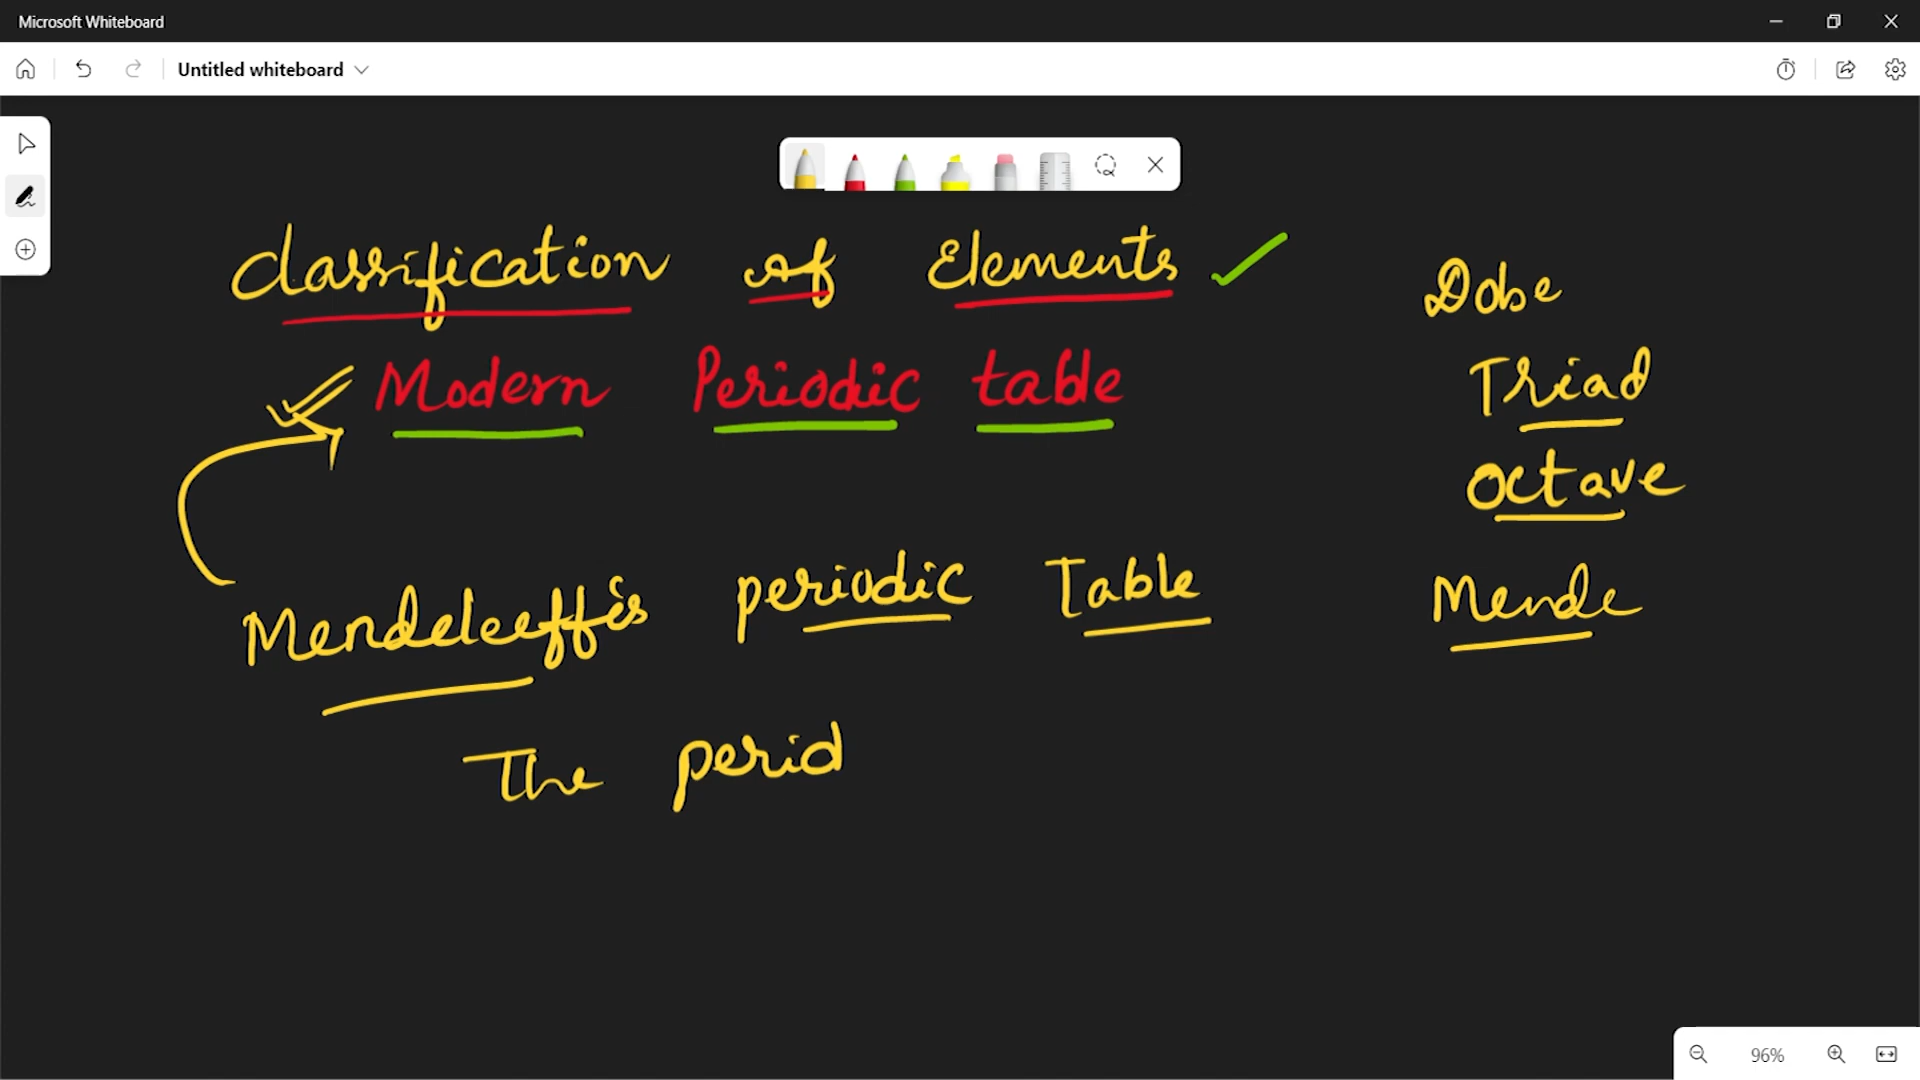 Microsoft Whiteboard
Untitled whiteboard
Classification of Elements
Modern Periodic table
Mendeleeff's periodic Table
The perid
Dobe
Triad
Octave
Mende
96%